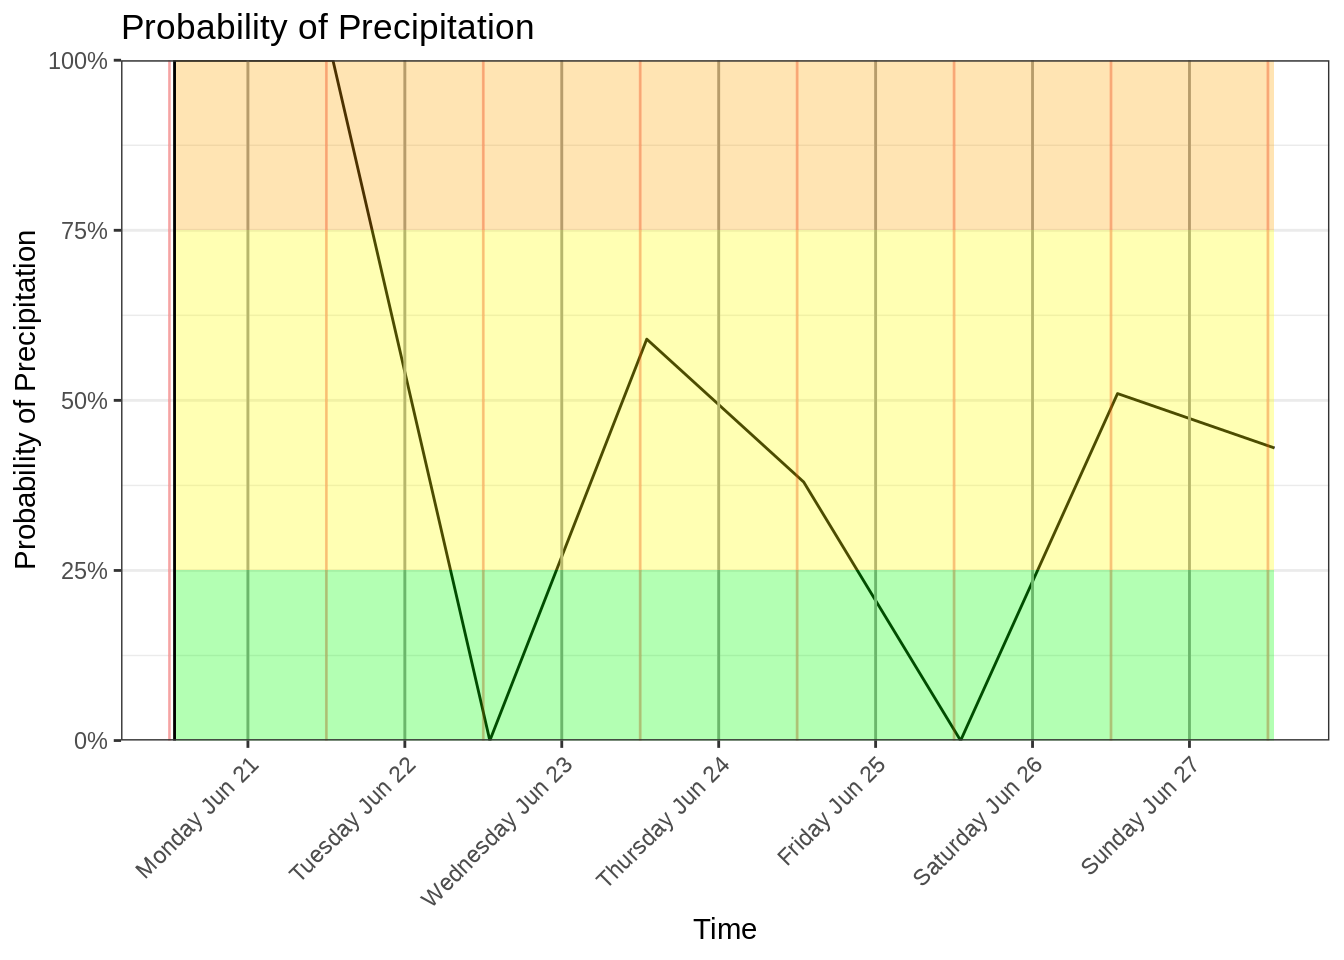 Probability of Precipitation
Probability of Precipitation
100%
75%
50%
25%
0%
Monday Jun 21
Tuesday Jun 22
Wednesday Jun 23
Thursday Jun 24
Friday Jun 25
Saturday Jun 26
Sunday Jun 27
Time